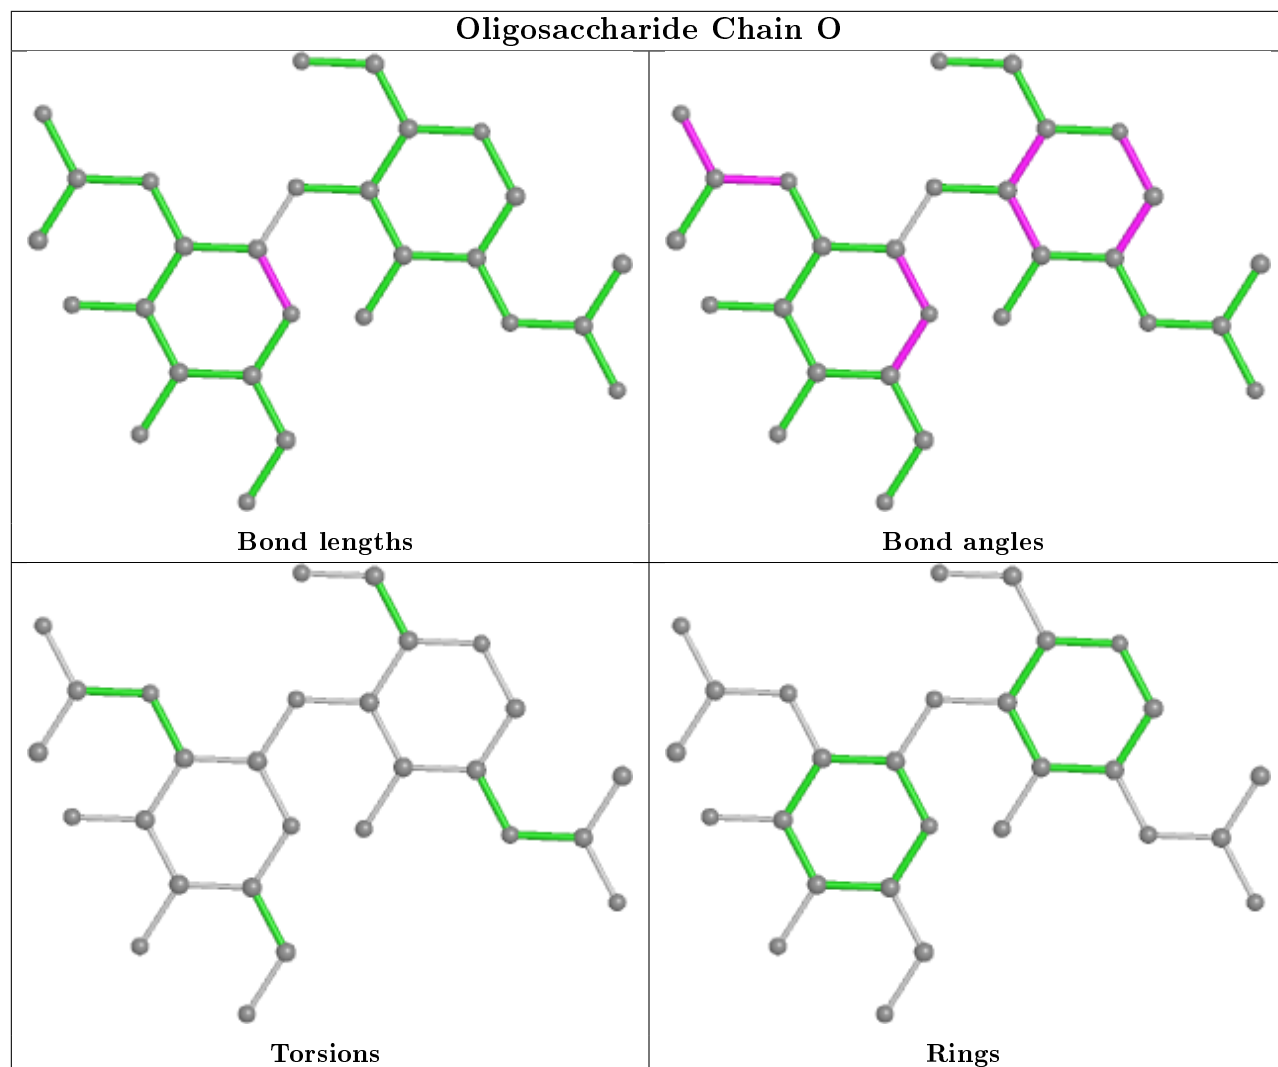 Oligosaccharide Chain O
Bond lengths
Bond angles
Torsions
Rings